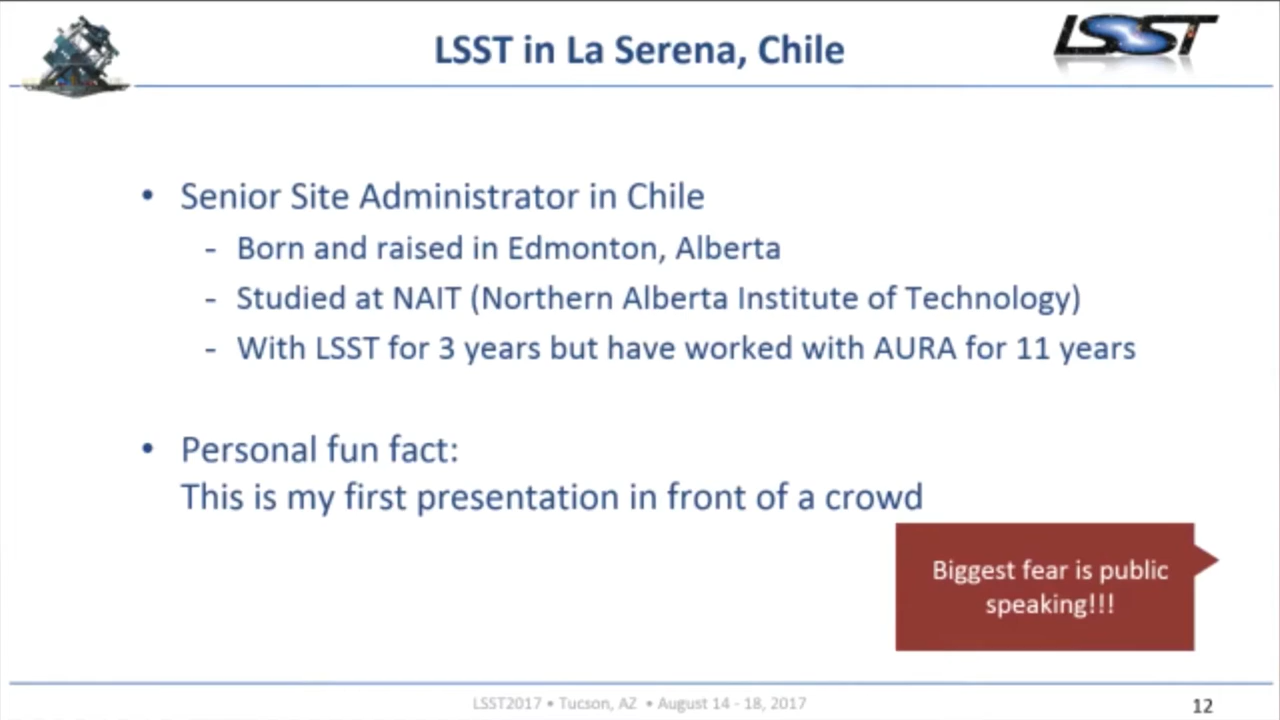 LSST in La Serena, Chile
LSST
• Senior Site Administrator in Chile
- Born and raised in Edmonton, Alberta
- Studied at NAIT (Northern Alberta Institute of Technology)
- With LSST for 3 years but have worked with AURA for 11 years
• Personal fun fact:
This is my first presentation in front of a crowd
Biggest fear is public
speaking!!!
LSST2017 • Tucson, AZ • August 14 - 18, 2017
12